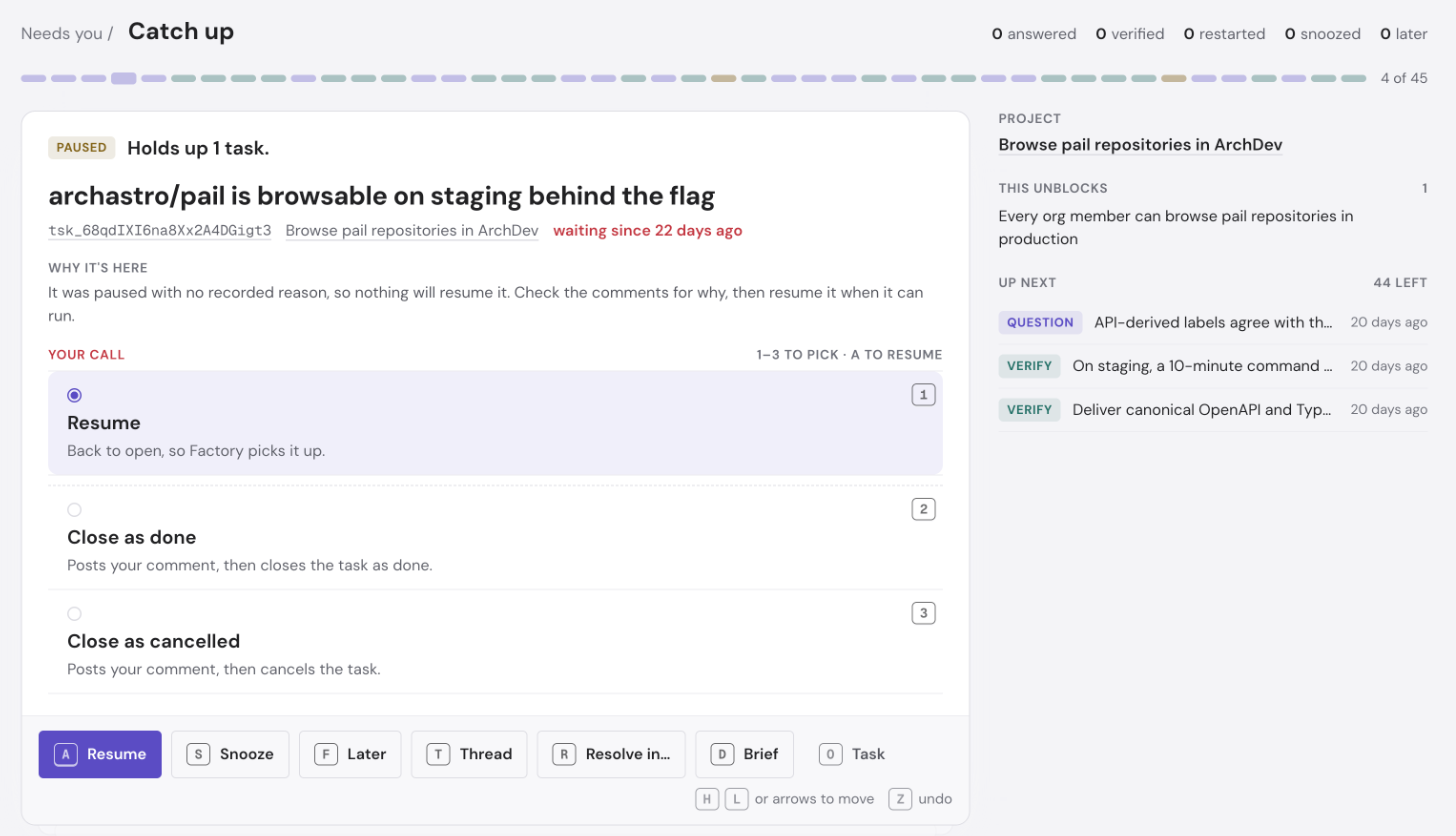 Needs you / Catch up
0 answered 0 verified 0 restarted 0 snoozed 0 later
4 of 45
PAUSED Holds up 1 task.
archastro/pail is browsable on staging behind the flag
tsk_68qdIXI6na8Xx2A4DGigt3 Browse pail repositories in ArchDev waiting since 22 days ago
WHY IT'S HERE
It was paused with no recorded reason, so nothing will resume it. Check the comments for why, then resume it when it can
run.
YOUR CALL 1–3 TO PICK · A TO RESUME
1
Resume
Back to open, so Factory picks it up.
2
Close as done
Posts your comment, then closes the task as done.
3
Close as cancelled
Posts your comment, then cancels the task.
A Resume S Snooze F Later T Thread R Resolve in… D Brief O Task
H L or arrows to move Z undo
PROJECT
Browse pail repositories in ArchDev
THIS UNBLOCKS 1
Every org member can browse pail repositories in
production
UP NEXT 44 LEFT
QUESTION API-derived labels agree with th… 20 days ago
VERIFY On staging, a 10-minute command … 20 days ago
VERIFY Deliver canonical OpenAPI and Typ… 20 days ago